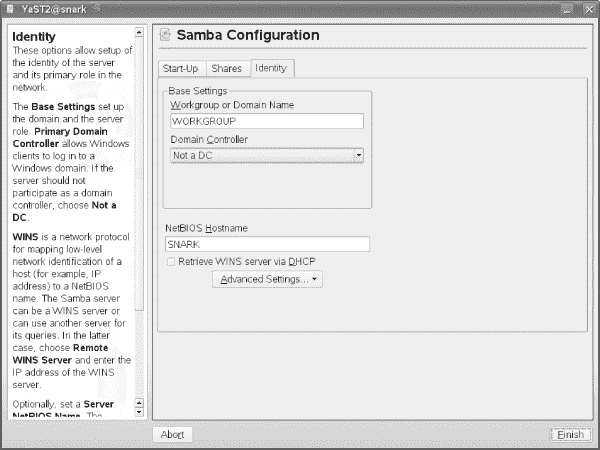 YaST2@snark
Identity
These options allow setup of
the identity of the server
and its primary role in the
network.
The Base Settings set up
the domain and the server
role. Primary Domain
Controller allows Windows
clients to log in to a
Windows domain. If the
server should not
participate as a domain
controller, choose Not a
DC.
WINS is a network protocol
for mapping low-level
network identification of a
host (for example, IP
address) to a NetBIOS
name. The Samba server
can be a WINS server or
can use another server for
its queries. In the latter
case, choose Remote
WINS Server and enter the
IP address of the WINS
server.
Optionally, set a Server
NetBIOS Name. The
Samba Configuration
Start-Up Shares Identity
Base Settings
Workgroup or Domain Name
WORKGROUP
Domain Controller
Not a DC
NetBIOS Hostname
SNARK
Retrieve WINS server via DHCP
Advanced Settings...
Abort
Finish